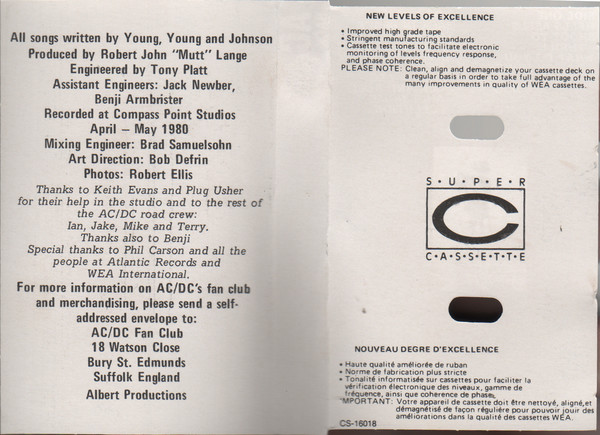 All songs written by Young, Young and Johnson
Produced by Robert John "Mutt" Lange
Engineered by Tony Platt
Assistant Engineers: Jack Newber,
Benji Armbrister
Recorded at Compass Point Studios
April — May 1980
Mixing Engineer: Brad Samuelsohn
Art Direction: Bob Defrin
Photos: Robert Ellis
Thanks to Keith Evans and Plug Usher
for their help in the studio and to the rest of
the AC/DC road crew:
Ian, Jake, Mike and Terry.
Thanks also to Benji
Special thanks to Phil Carson and all the
people at Atlantic Records and
WEA International.
For more information on AC/DC's fan club
and merchandising, please send a self-
addressed envelope to:
AC/DC Fan Club
18 Watson Close
Bury St. Edmunds
Suffolk England
Albert Productions
NEW LEVELS OF EXCELLENCE
• Improved high grade tape
• Stringent manufacturing standards
• Cassette test tones to facilitate electronic
monitoring of levels frequency response,
and phase coherence.
PLEASE NOTE: Clean, align and demagnetize your cassette deck on
a regular basis in order to take full advantage of the
many improvements in quality of WEA cassettes.
S•U•P•E•R
C
C•A•S•S•E•T•T•E
NOUVEAU DEGRE D'EXCELLENCE
• Haute qualité améliorée de ruban
• Norme de fabrication plus stricte
• Tonalité informatisée sur cassettes pour faciliter la
vérification électronique des niveaux, gamme de
fréquence, ainsi que coherence de phase.
IMPORTANT: Votre appareil de cassette doit être nettoyé, aligné,et
démagnétisé de façon régulière pour pouvoir jouir des
améliorations dans la qualité des cassettes WEA.
CS-16018